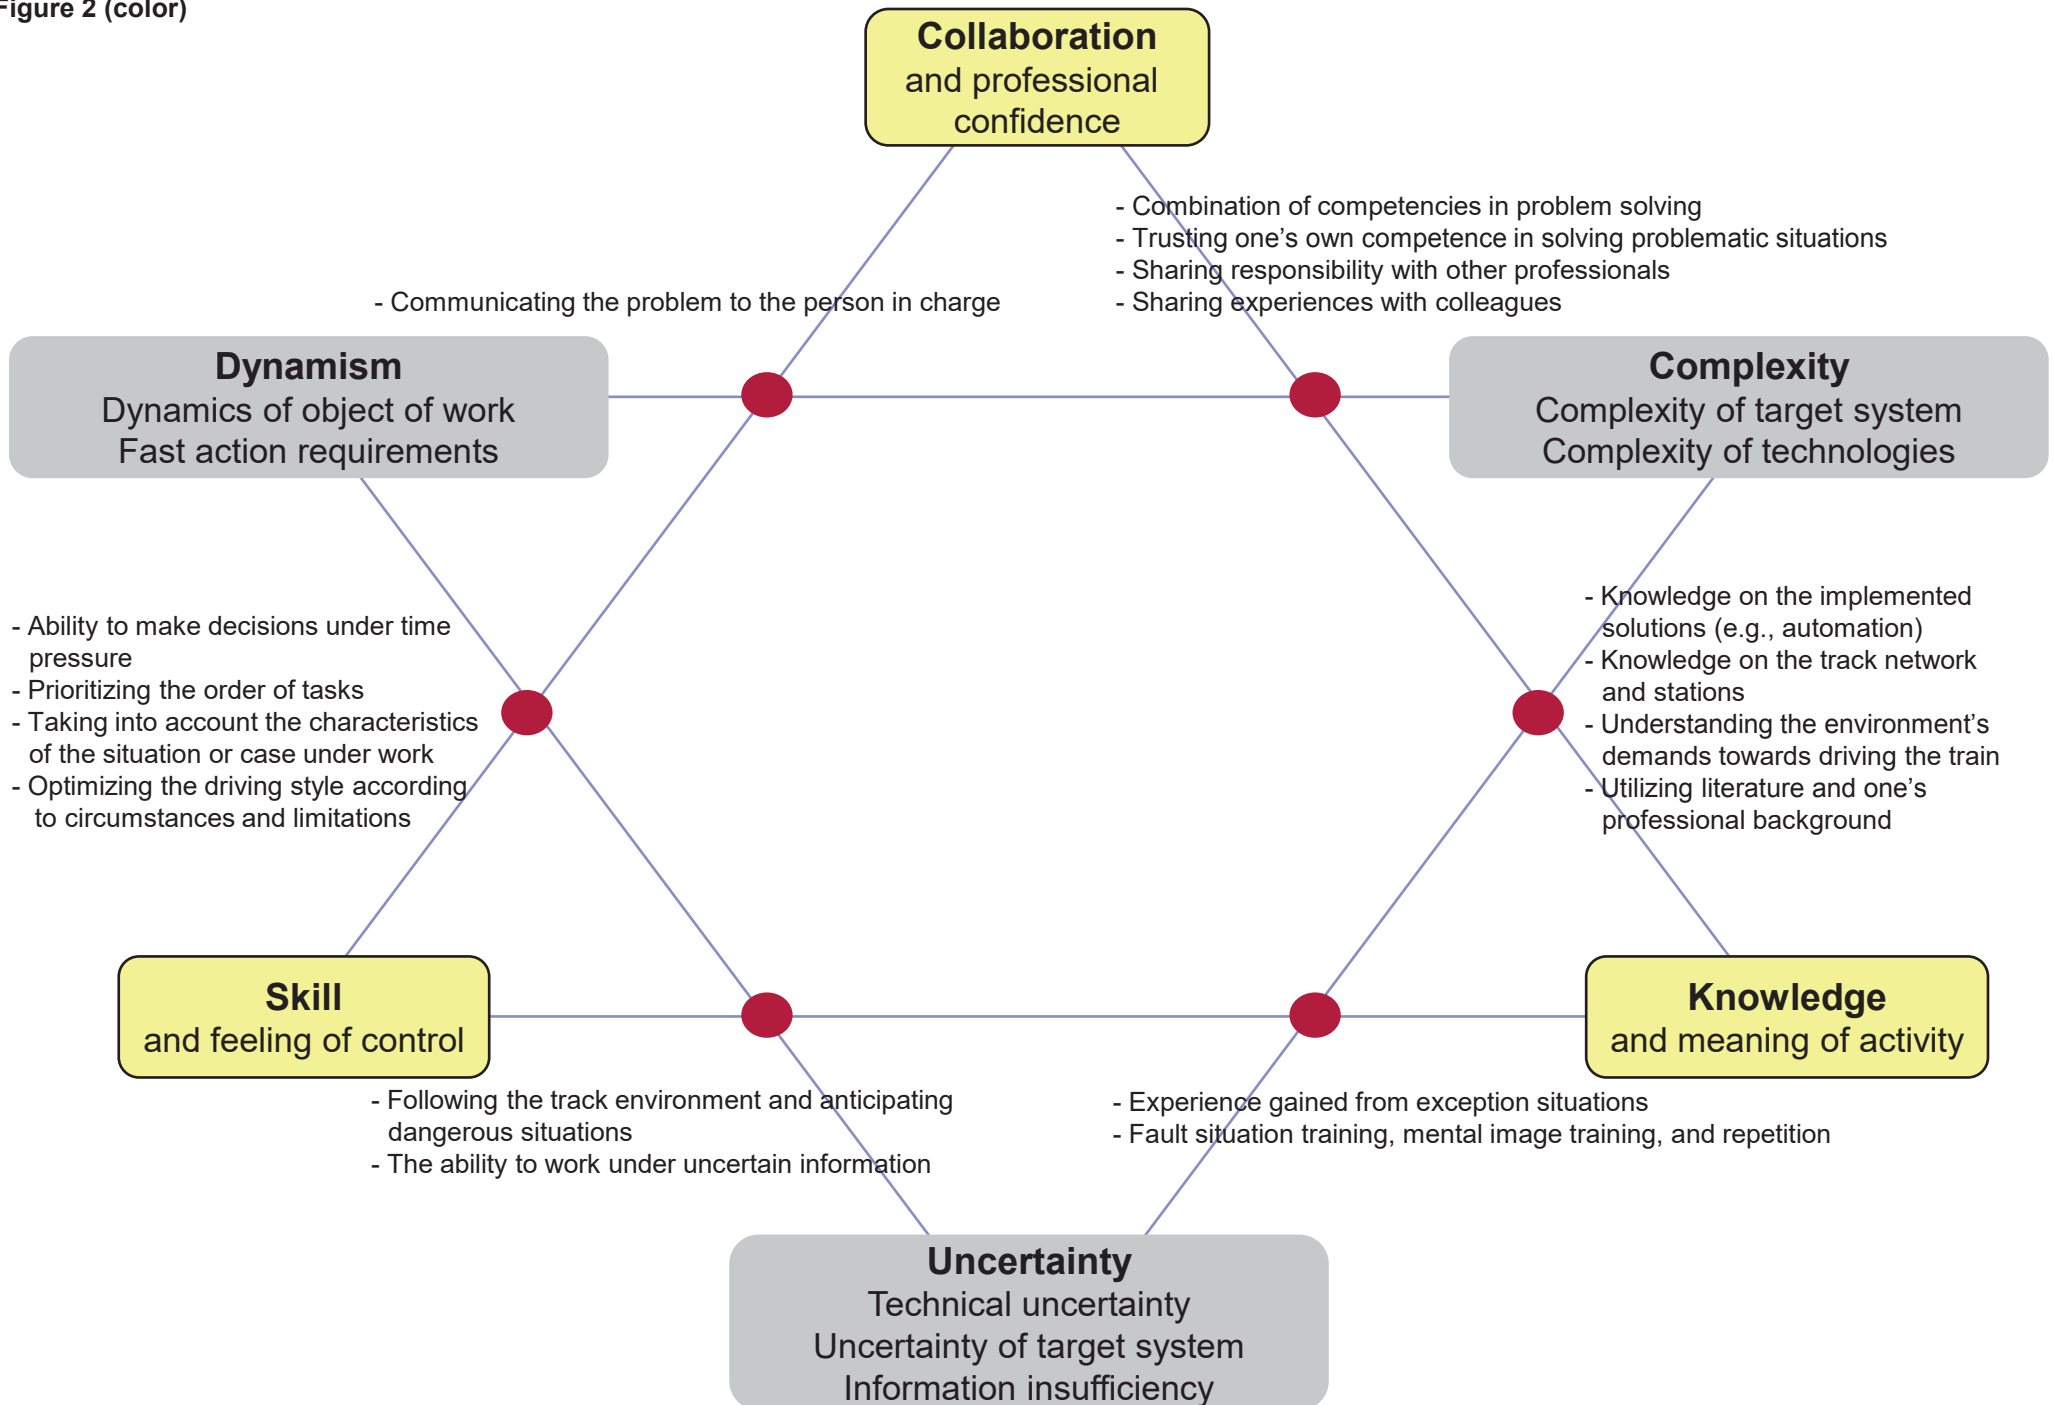 Figure 2 (color)
Collaboration
and professional
confidence
- Combination of competencies in problem solving
- Trusting one’s own competence in solving problematic situations
- Sharing responsibility with other professionals
- Sharing experiences with colleagues
- Communicating the problem to the person in charge
Dynamism
Dynamics of object of work
Fast action requirements
Complexity
Complexity of target system
Complexity of technologies
- Ability to make decisions under time
pressure
- Prioritizing the order of tasks
- Taking into account the characteristics
of the situation or case under work
- Optimizing the driving style according
to circumstances and limitations
- Knowledge on the implemented
solutions (e.g., automation)
- Knowledge on the track network
and stations
- Understanding the environment’s
demands towards driving the train
- Utilizing literature and one’s
professional background
Skill
and feeling of control
Knowledge
and meaning of activity
- Following the track environment and anticipating
dangerous situations
- The ability to work under uncertain information
- Experience gained from exception situations
- Fault situation training, mental image training, and repetition
Uncertainty
Technical uncertainty
Uncertainty of target system
Information insufficiency